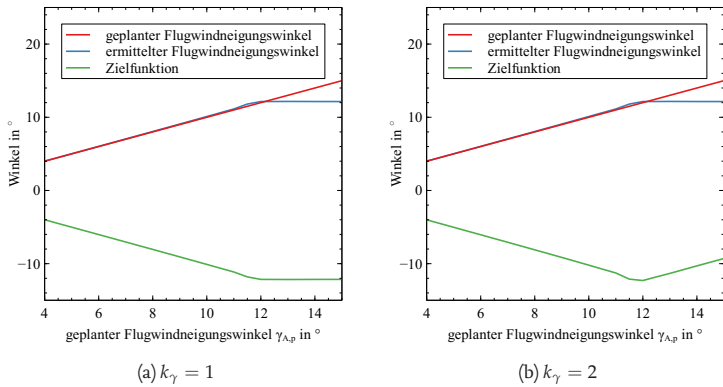 Winkel in °
20
10
0
−10
geplanter Flugwindneigungswinkel
ermittelter Flugwindneigungswinkel
Zielfunktion
4 6 8 10 12 14
geplanter Flugwindneigungswinkel γA,p in °
(a) kγ = 1
Winkel in °
20
10
0
−10
geplanter Flugwindneigungswinkel
ermittelter Flugwindneigungswinkel
Zielfunktion
4 6 8 10 12 14
geplanter Flugwindneigungswinkel γA,p in °
(b) kγ = 2